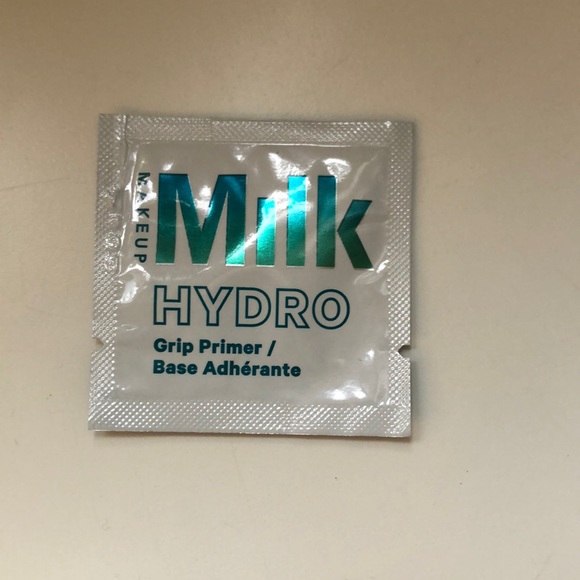 MAKEUP
Milk
HYDRO
Grip Primer /
Base Adhérante